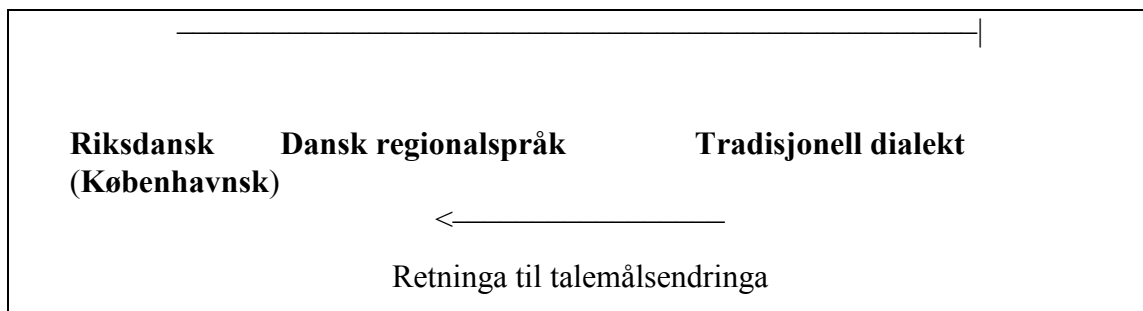 Riksdansk Dansk regionalspråk Tradisjonell dialekt
(Københavnsk)
Retninga til talemålsendringa